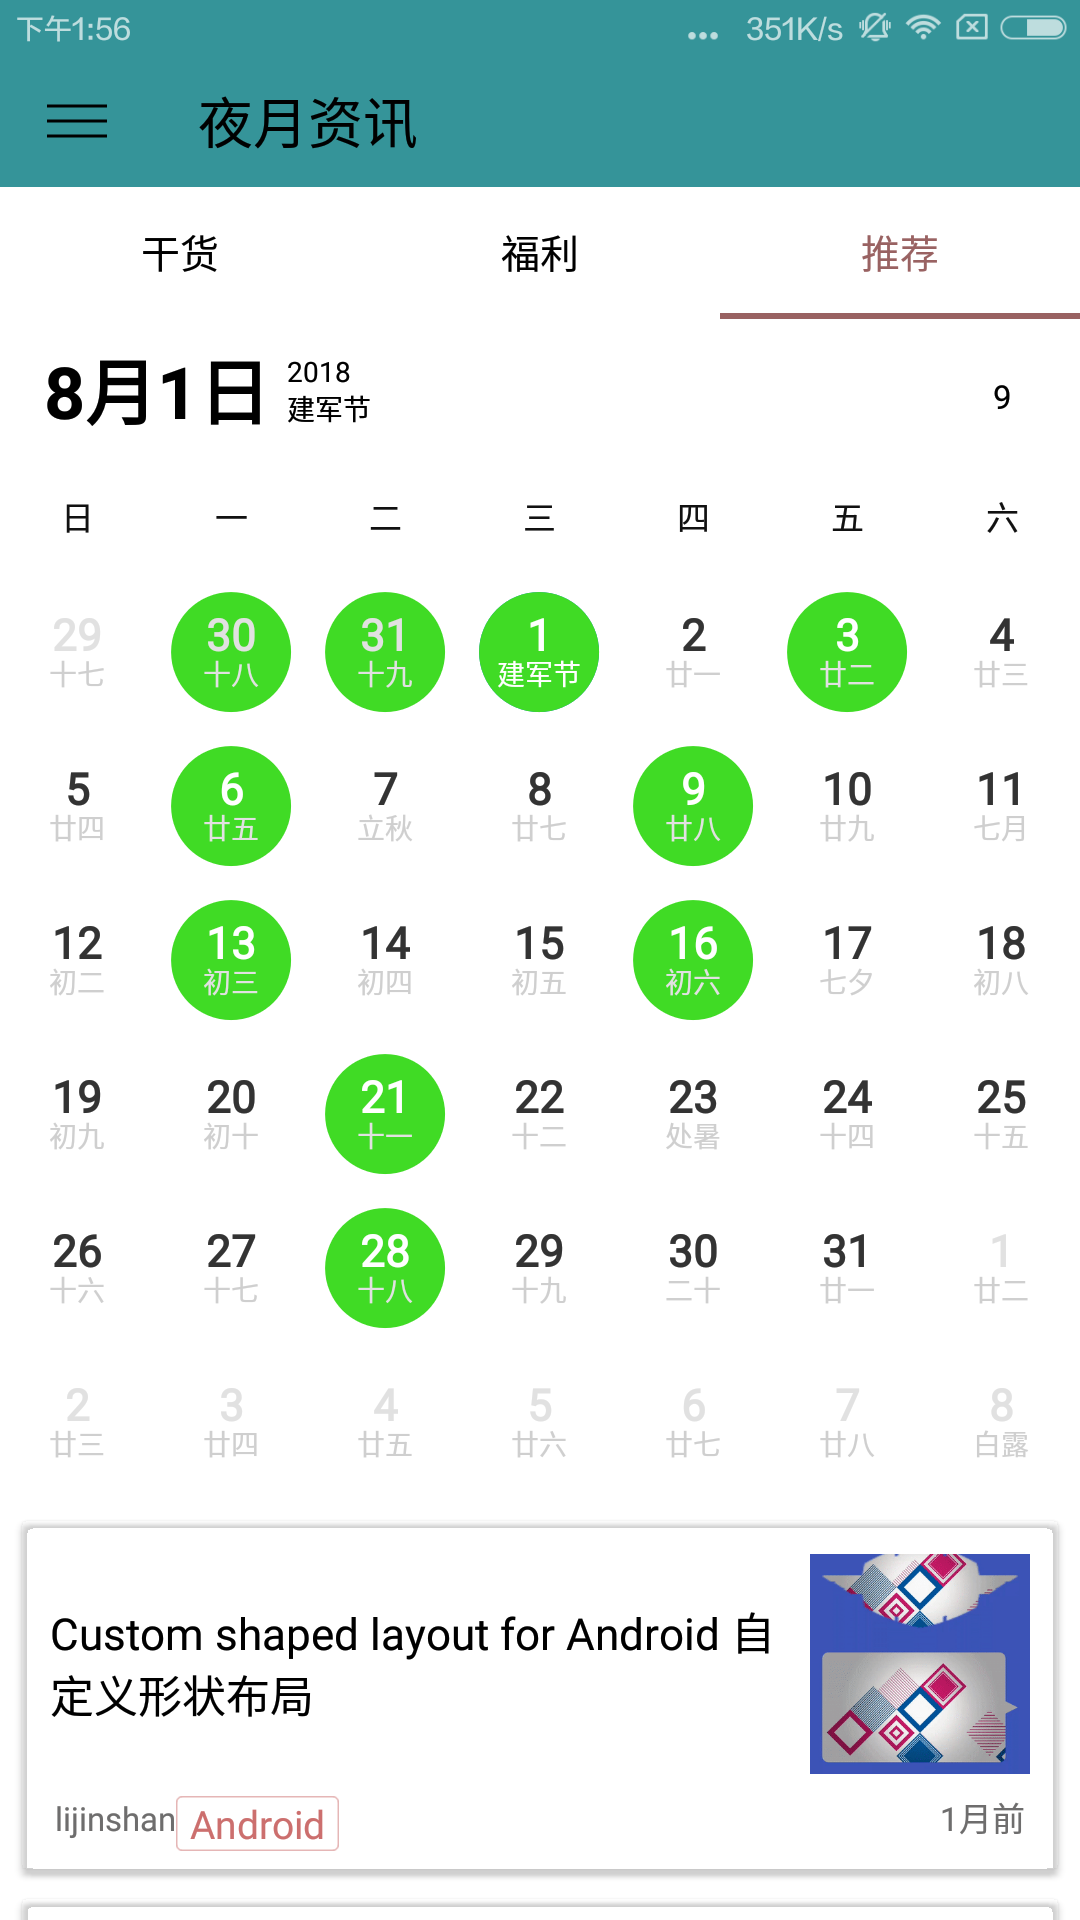 下午1:56 ... 351K/s
夜月资讯
干货 福利 推荐
8月1日 2018
建军节
9
日 一 二 三 四 五 六
29 30 31 1 2 3 4
十七 十八 十九 建军节 廿一 廿二 廿三
5 6 7 8 9 10 11
廿四 廿五 立秋 廿七 廿八 廿九 七月
12 13 14 15 16 17 18
初二 初三 初四 初五 初六 七夕 初八
19 20 21 22 23 24 25
初九 初十 十一 十二 处暑 十四 十五
26 27 28 29 30 31 1
十六 十七 十八 十九 二十 廿一 廿二
2 3 4 5 6 7 8
廿三 廿四 廿五 廿六 廿七 廿八 白露
Custom shaped layout for Android 自
定义形状布局
lijinshan Android 1月前